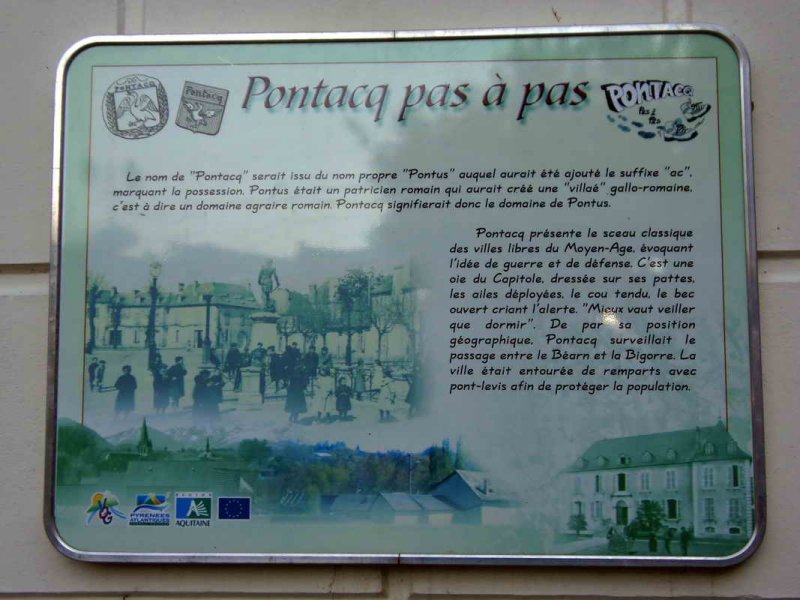 PONTACQ
Pontacq
Pontacq pas à pas
PONTACQ
Pas à Pas
Le nom de "Pontacq" serait issu du nom propre "Pontus" auquel aurait été ajouté le suffixe "ac",
marquant la possession. Pontus était un patricien romain qui aurait créé une "villaé" gallo-romaine,
c'est à dire un domaine agraire romain. Pontacq signifierait donc le domaine de Pontus.
Pontacq présente le sceau classique
des villes libres du Moyen-Age, évoquant
l'idée de guerre et de défense. C'est une
oie du Capitole, dressée sur ses pattes,
les ailes déployées, le cou tendu, le bec
ouvert criant l'alerte. "Mieux vaut veiller
que dormir". De par sa position
géographique, Pontacq surveillait le
passage entre le Béarn et la Bigorre. La
ville était entourée de remparts avec
pont-levis afin de protéger la population.
PYRENEES
ATLANTIQUES
AQUITAINE